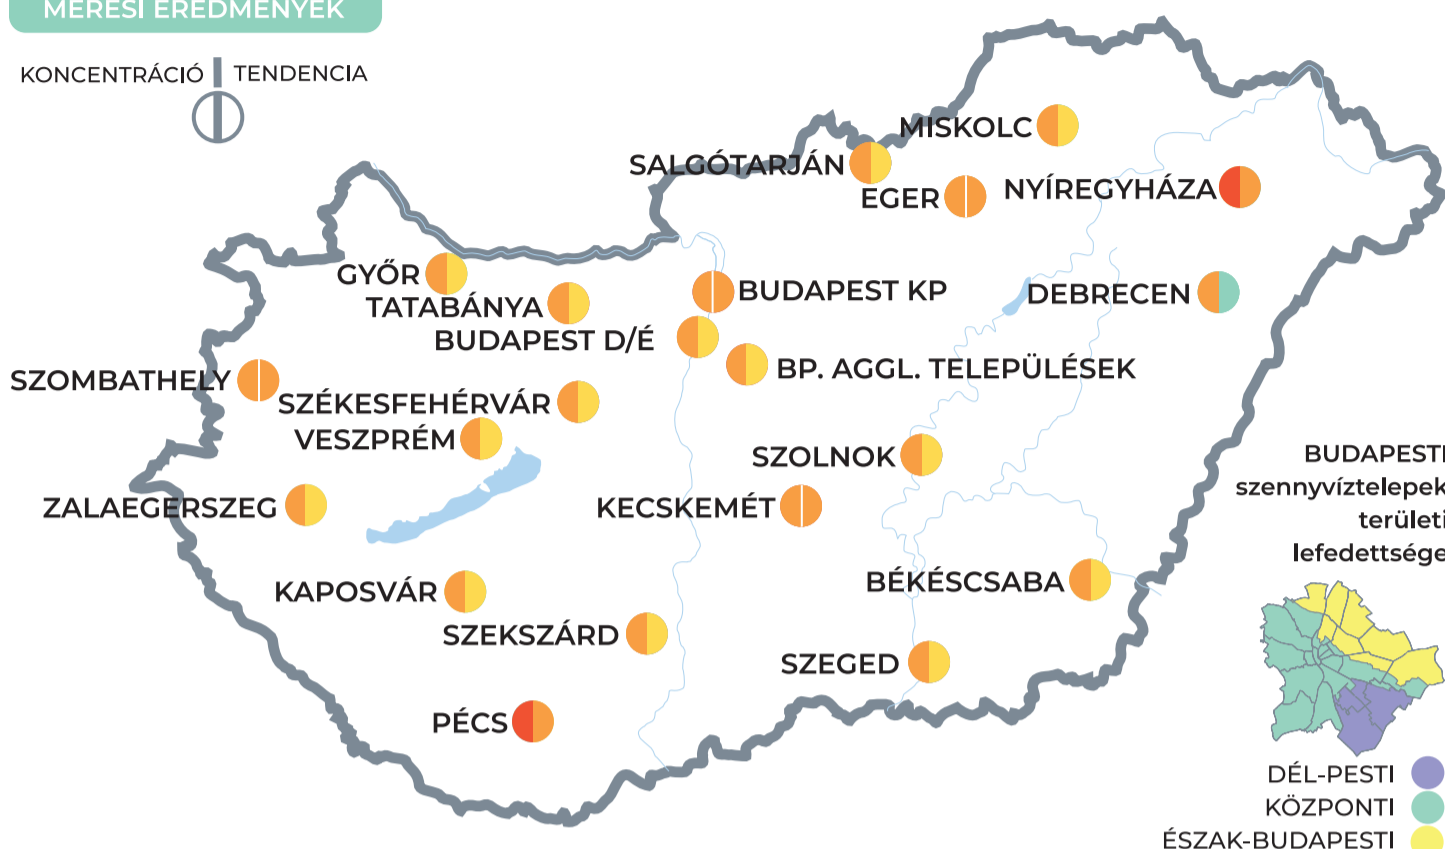 MÉRÉSI EREDMÉNYEK
KONCENTRÁCIÓ TENDENCIA
MISKOLC
SALGÓTARJÁN
EGER
NYÍREGYHÁZA
GYŐR
TATABÁNYA
BUDAPEST KP
DEBRECEN
BUDAPEST D/É
BP. AGGL. TELEPÜLÉSEK
SZOMBATHELY
SZÉKESFEHÉRVÁR
VESZPRÉM
SZOLNOK
ZALAEGERSZEG
KECSKEMÉT
BUDAPESTI
szennyvíztelepek
területi
lefedettsége
KAPOSVÁR
BÉKÉSCSABA
SZEKSZÁRD
SZEGED
PÉCS
DÉL-PESTI
KÖZPONTI
ÉSZAK-BUDAPESTI